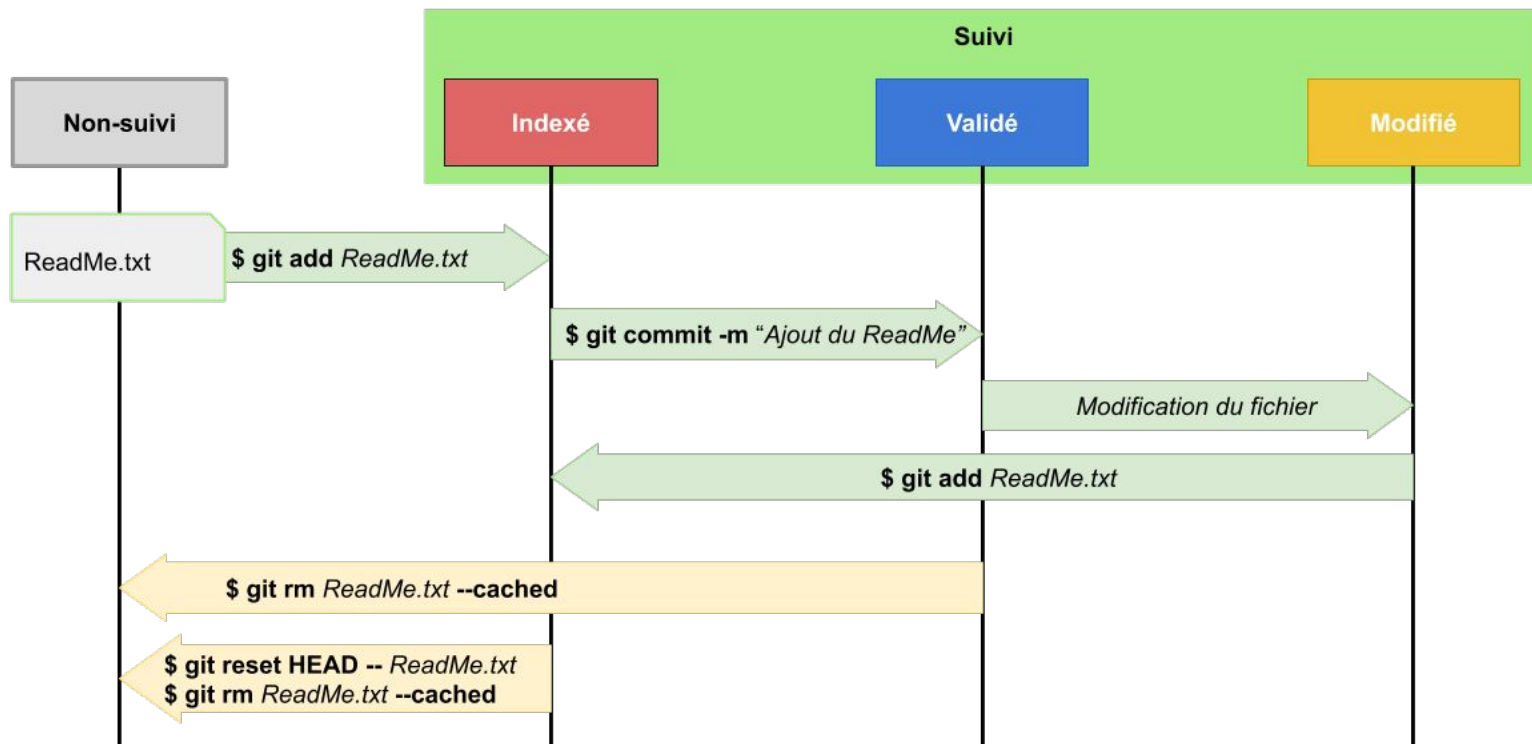 Suivi
Non-suivi
Indexé
Validé
Modifié
ReadMe.txt
$ git add ReadMe.txt
$ git commit -m “Ajout du ReadMe”
Modification du fichier
$ git add ReadMe.txt
$ git rm ReadMe.txt --cached
$ git reset HEAD -- ReadMe.txt
$ git rm ReadMe.txt --cached